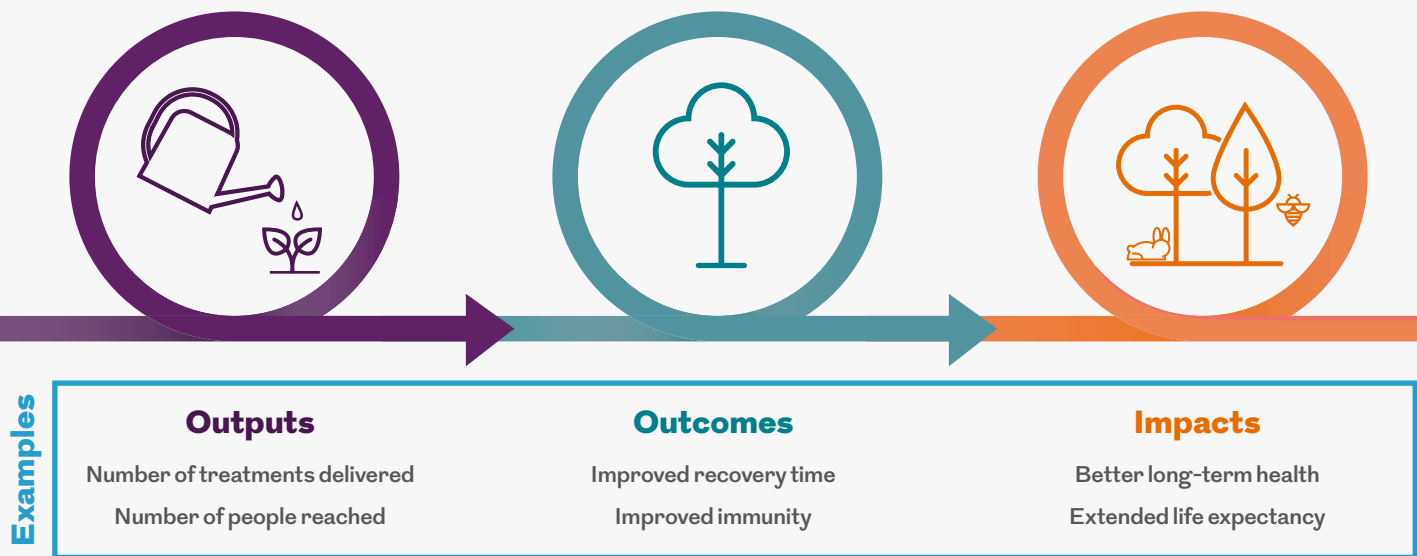 Examples
Outputs
Number of treatments delivered
Number of people reached
Outcomes
Improved recovery time
Improved immunity
Impacts
Better long-term health
Extended life expectancy